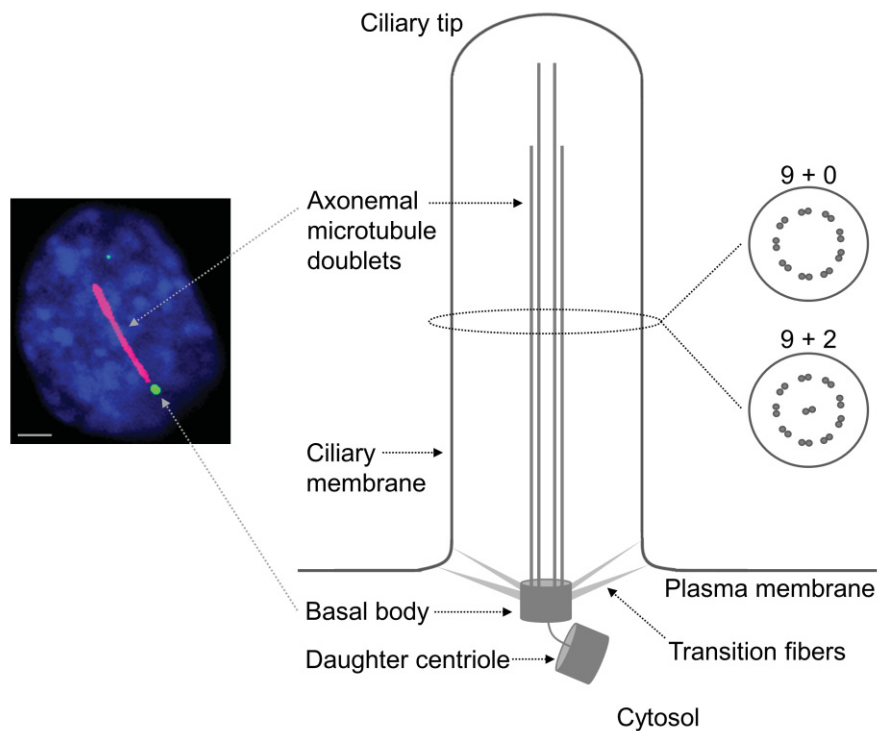 Ciliary tip
Axonemal
microtubule
doublets
9 + 0
9 + 2
Ciliary
membrane
Plasma membrane
Basal body
Transition fibers
Daughter centriole
Cytosol